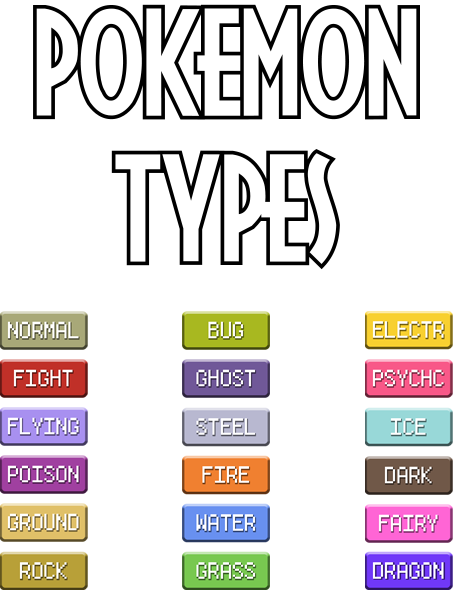 POKEMON
TYPES
NORMAL BUG ELECTR
FIGHT GHOST PSYCHC
FLYING STEEL ICE
POISON FIRE DARK
GROUND WATER FAIRY
ROCK GRASS DRAGON